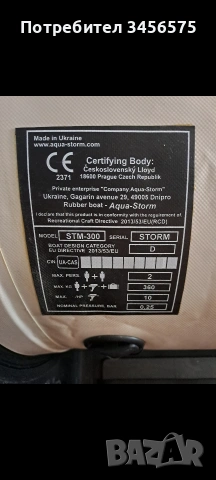 Потребител 3456575
Made in Ukraine
www.aqua-storm.com
CE
2371
Certifying Body:
Československý Lloyd
18600 Prague Czech Republik
Private enterprise "Company Aqua-Storm"
Ukraine, Gagarin avenue 29, 49005 Dnipro
Rubber boat - Aqua-Storm
I declare that this product is in conformity with the requirement of
Recreational Craft Directive 2013/53/EU(RCD)
MODEL STM-300 SERIAL STORM
BOAT DESIGN CATEGORY
EU DIRECTIVE 2013/53/EU D
CIN UA-CAS
MAX. PERS. + 2
MAX. KG + + 360
MAX. HP 10
NOMINAL PRESSURE, BAR 0,25
BAZAR